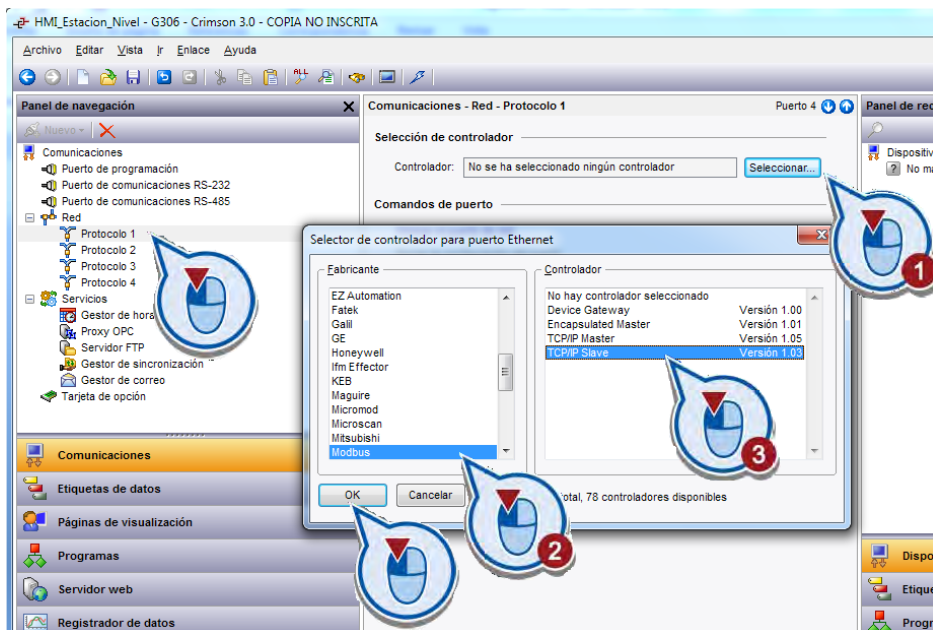 HMI_Estacion_Nivel - G306 - Crimson 3.0 - COPIA NO INSCRITA
Archivo Editar Vista Ir Enlace Ayuda
ALL
Panel de navegación
Nuevo
Comunicaciones
Puerto de programación
Puerto de comunicaciones RS-232
Puerto de comunicaciones RS-485
Red
Protocolo 1
Protocolo 2
Protocolo 3
Protocolo 4
Servicios
Gestor de hora
Proxy OPC
Servidor FTP
Gestor de sincronización
Gestor de correo
Tarjeta de opción
Comunicaciones
Etiquetas de datos
Páginas de visualización
Programas
Servidor web
Registrador de datos
Comunicaciones - Red - Protocolo 1 Puerto 4
Selección de controlador
Controlador: No se ha seleccionado ningún controlador Seleccionar...
Comandos de puerto
1
Selector de controlador para puerto Ethernet
X
Fabricante
EZ Automation
Fatek
Galil
GE
Honeywell
Ifm Effector
KEB
Maguire
Micromod
Microscan
Mitsubishi
Modbus
Controlador
No hay controlador seleccionado
Device Gateway Versión 1.00
Encapsulated Master Versión 1.01
TCP/IP Master Versión 1.05
TCP/IP Slave Versión 1.03
3
OK Cancelar total, 78 controladores disponibles
2
Panel de rec
Dispositiv
No ma
Dispo
Etique
Progr